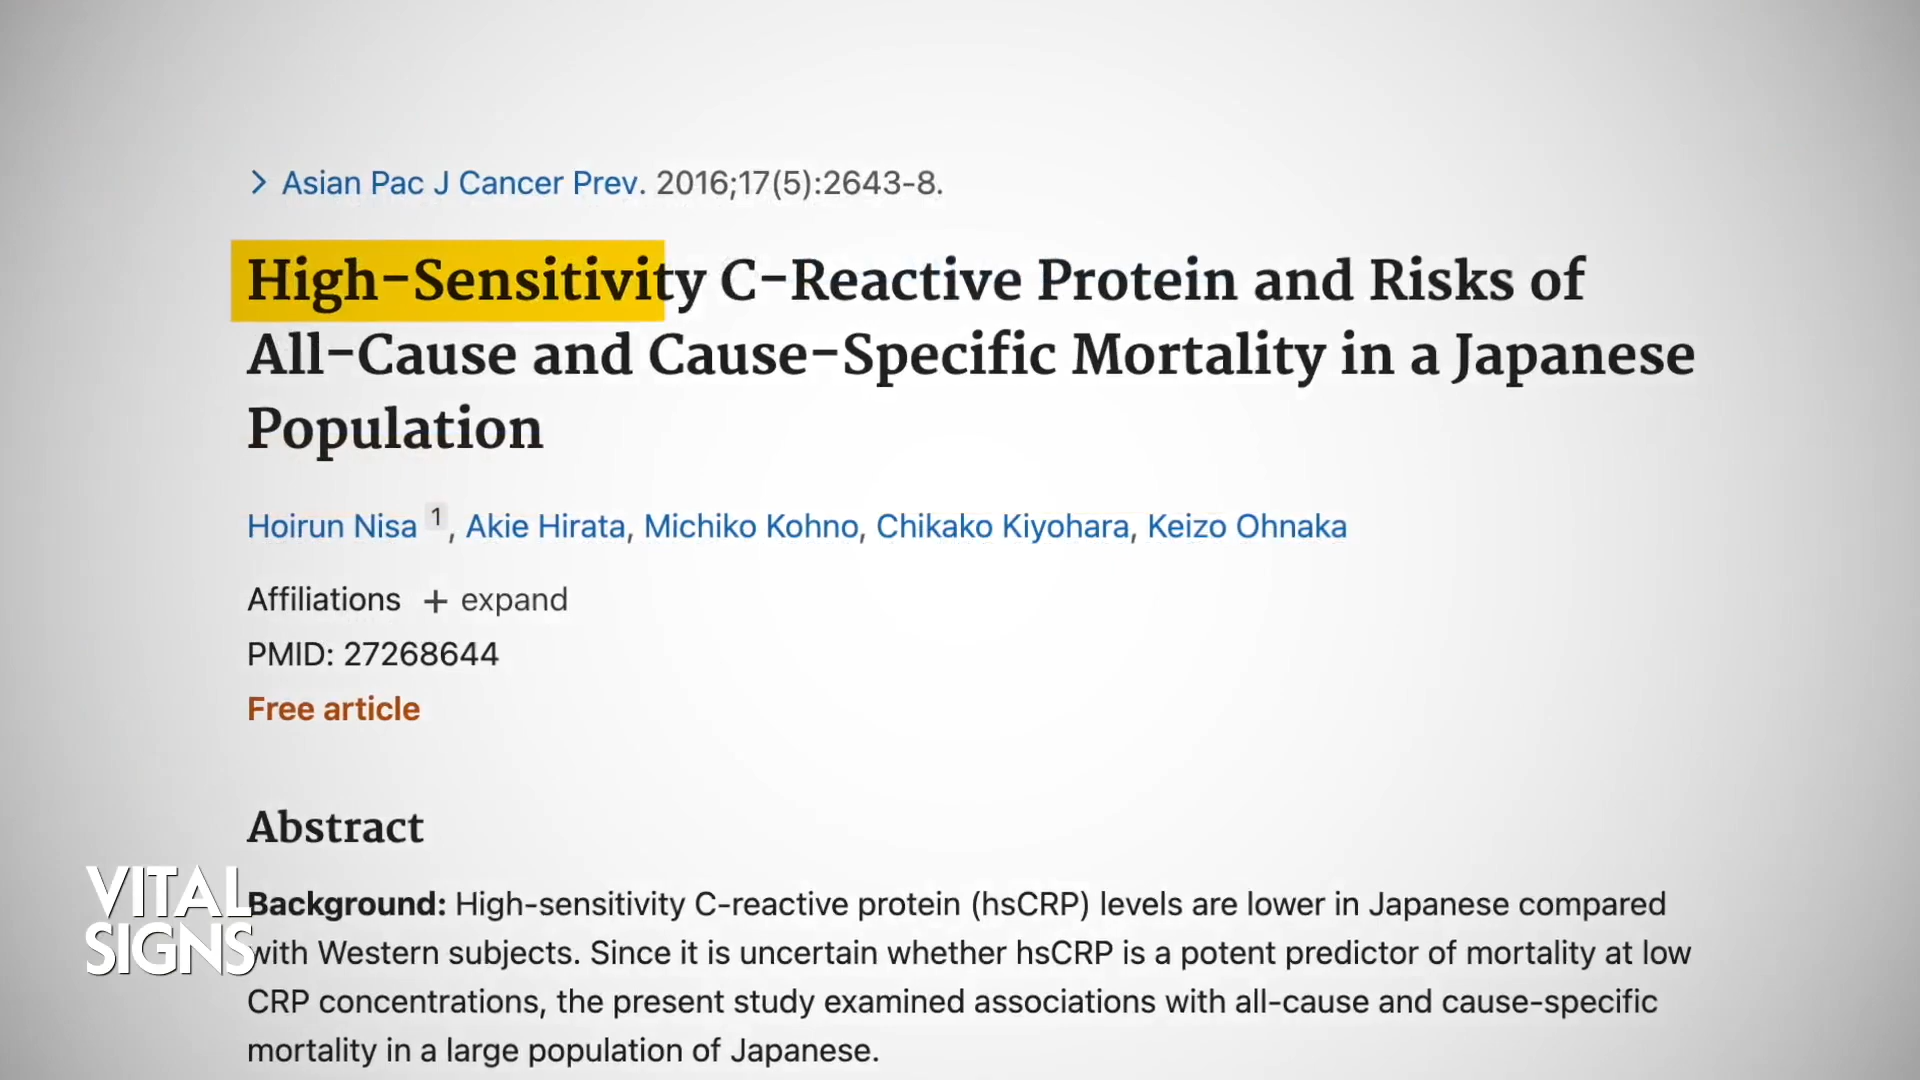 > Asian Pac J Cancer Prev. 2016;17(5):2643-8.
High-Sensitivity C-Reactive Protein and Risks of
All-Cause and Cause-Specific Mortality in a Japanese
Population
Hoirun Nisa 1, Akie Hirata, Michiko Kohno, Chikako Kiyohara, Keizo Ohnaka
Affiliations + expand
PMID: 27268644
Free article
Abstract
Background: High-sensitivity C-reactive protein (hsCRP) levels are lower in Japanese compared
with Western subjects. Since it is uncertain whether hsCRP is a potent predictor of mortality at low
CRP concentrations, the present study examined associations with all-cause and cause-specific
mortality in a large population of Japanese.
VITAL
SIGNS